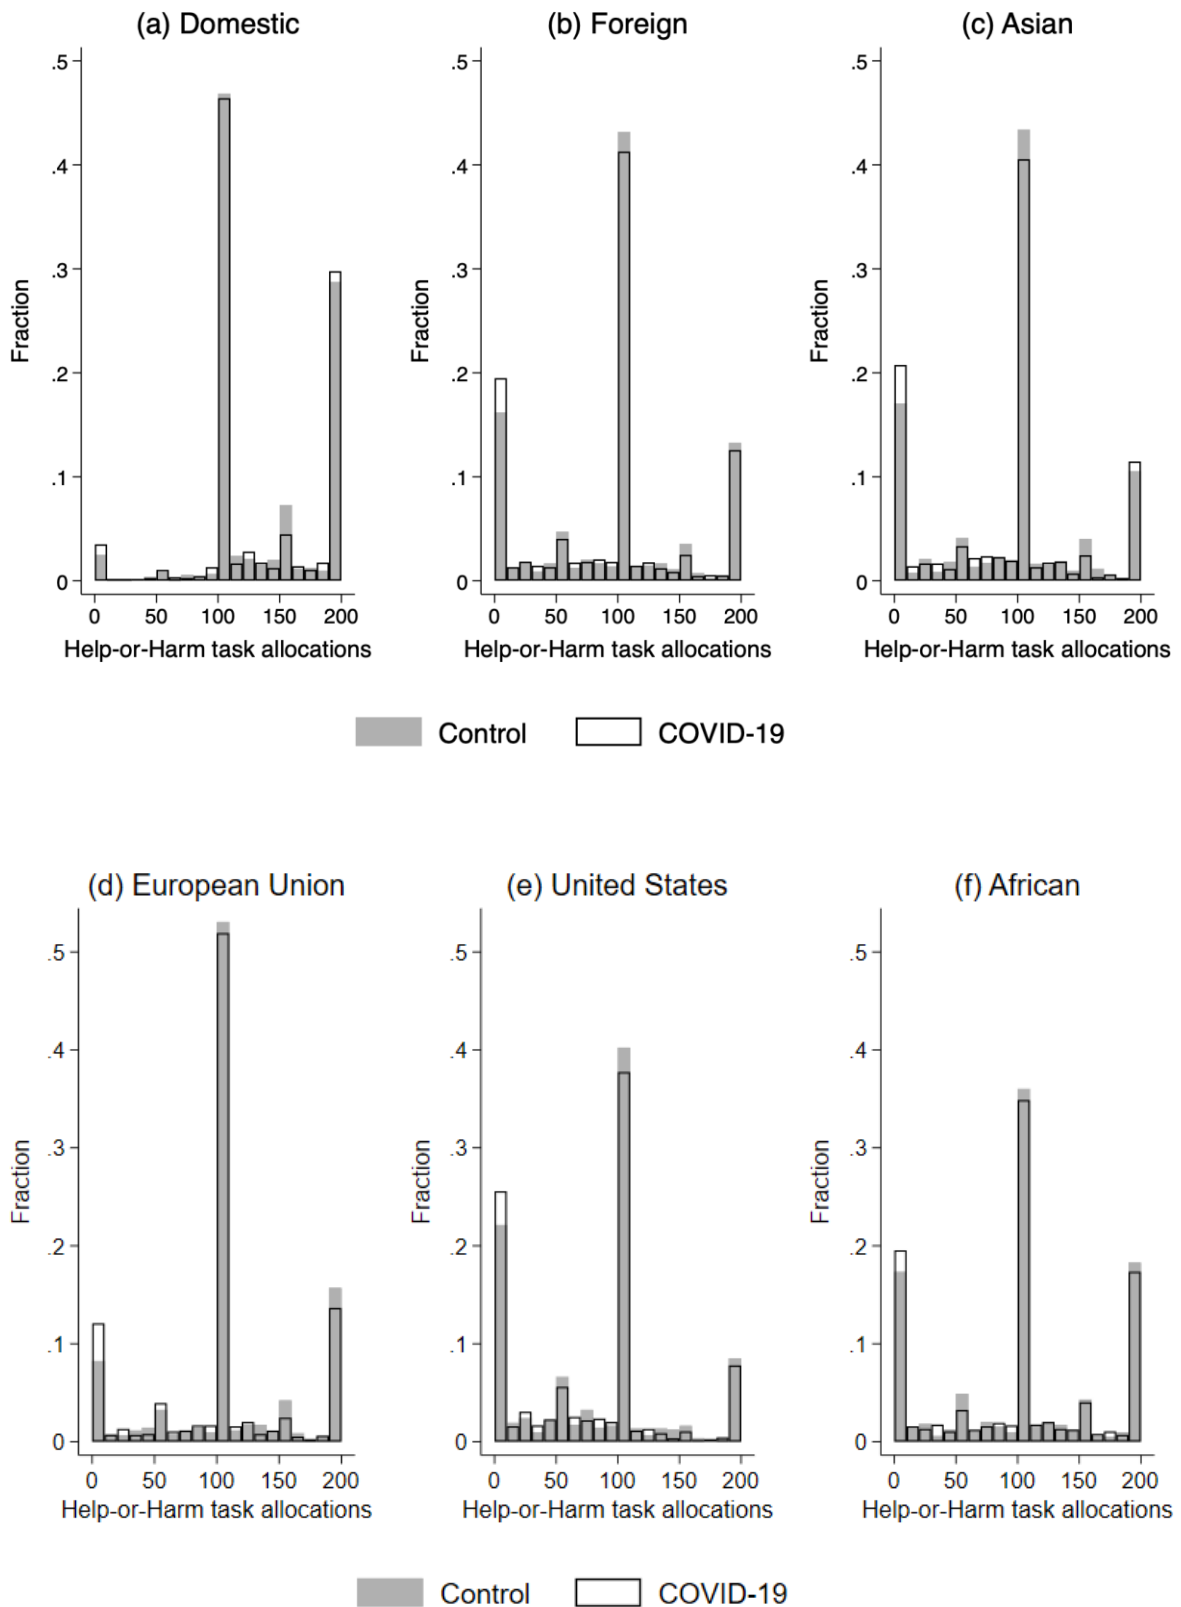 (a) Domestic
(b) Foreign
(c) Asian
.5
.4
.3
.2
.1
0
Fraction
0 50 100 150 200
Help-or-Harm task allocations
.5
.4
.3
.2
.1
0
Fraction
0 50 100 150 200
Help-or-Harm task allocations
.5
.4
.3
.2
.1
0
Fraction
0 50 100 150 200
Help-or-Harm task allocations
Control
COVID-19
(d) European Union
(e) United States
(f) African
.5
.4
.3
.2
.1
0
Fraction
0 50 100 150 200
Help-or-Harm task allocations
.5
.4
.3
.2
.1
0
Fraction
0 50 100 150 200
Help-or-Harm task allocations
.5
.4
.3
.2
.1
0
Fraction
0 50 100 150 200
Help-or-Harm task allocations
Control
COVID-19